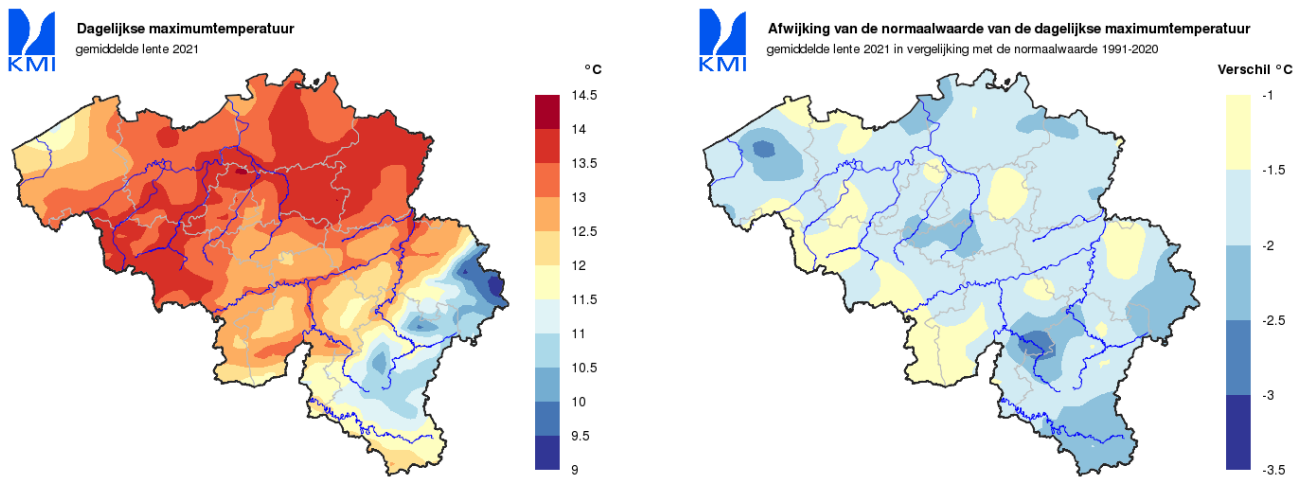 KMI
Dagelijkse maximumtemperatuur
gemiddelde lente 2021
°C
14.5
14
13.5
13
12.5
12
11.5
11
10.5
10
9.5
9
KMI
Afwijking van de normaalwaarde van de dagelijkse maximumtemperatuur
gemiddelde lente 2021 in vergelijking met de normaalwaarde 1991-2020
Verschil °C
-1
-1.5
-2
-2.5
-3
-3.5